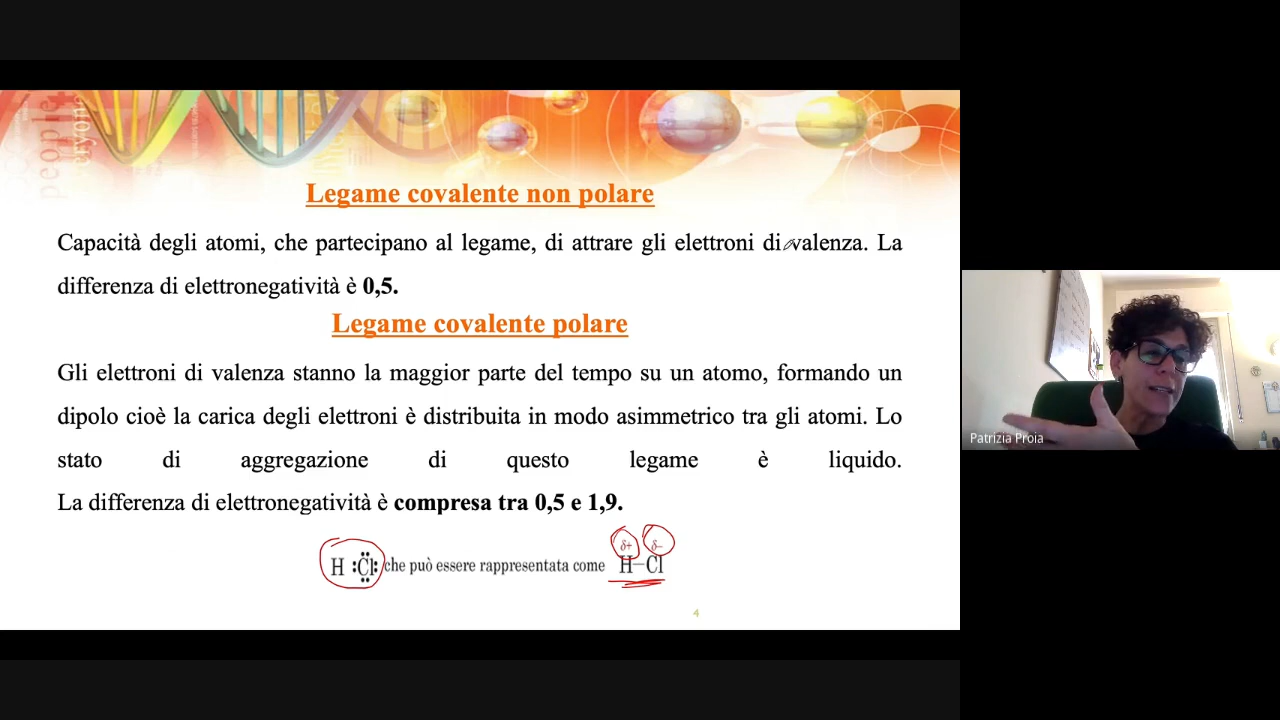 people
eryone
Legame covalente non polare
Capacità degli atomi, che partecipano al legame, di attrare gli elettroni di valenza. La
differenza di elettronegatività è 0,5.
Legame covalente polare
Gli elettroni di valenza stanno la maggior parte del tempo su un atomo, formando un
dipolo cioè la carica degli elettroni è distribuita in modo asimmetrico tra gli atomi. Lo
stato di aggregazione di questo legame è liquido.
La differenza di elettronegatività è compresa tra 0,5 e 1,9.
δ+ δ−
H :Cl: che può essere rappresentata come H—Cl
4
Patrizia Proia